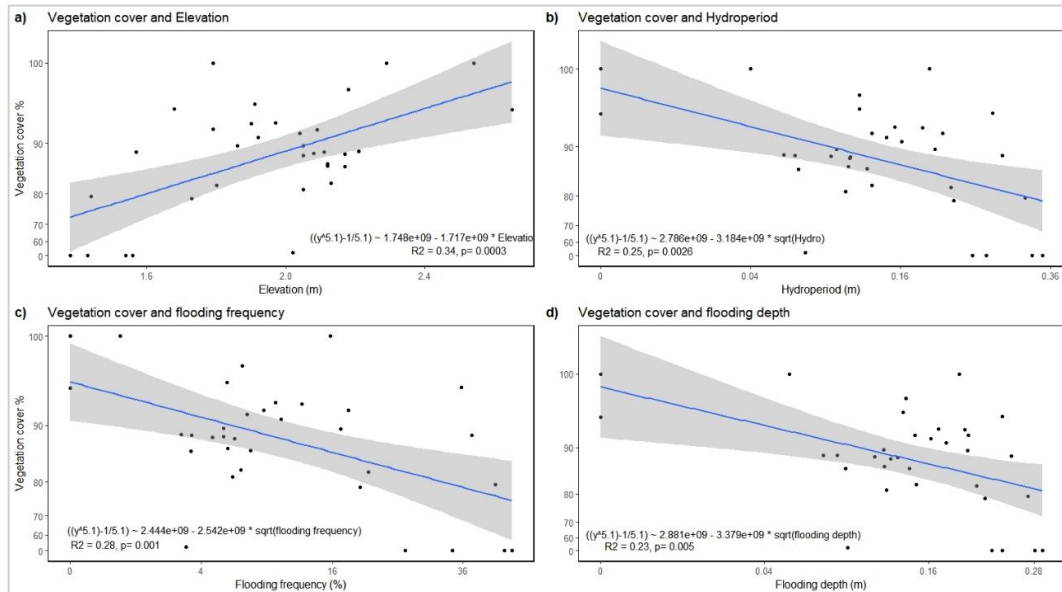 a) Vegetation cover and Elevation
Vegetation cover %
100
90
80
70
60
0
((y^5.1)-1/5.1) ~ 1.748e+09 - 1.717e+09 * Elevatio
R2 = 0.34, p= 0.0003
1.6 2.0 2.4
Elevation (m)
b) Vegetation cover and Hydroperiod
100
90
80
70
60
0
((y^5.1)-1/5.1) ~ 2.786e+09 - 3.184e+09 * sqrt(Hydro)
R2 = 0.25, p= 0.0026
0 0.04 0.16 0.36
Hydroperiod (m)
c) Vegetation cover and flooding frequency
Vegetation cover %
100
90
80
70
60
0
((y^5.1)-1/5.1) ~ 2.444e+09 - 2.542e+09 * sqrt(flooding frequency)
R2 = 0.28, p= 0.001
0 4 16 36
Flooding frequency (%)
d) Vegetation cover and flooding depth
100
90
80
70
60
0
((y^5.1)-1/5.1) ~ 2.881e+09 - 3.379e+09 * sqrt(flooding depth)
R2 = 0.23, p= 0.005
0 0.04 0.16 0.28
Flooding depth (m)